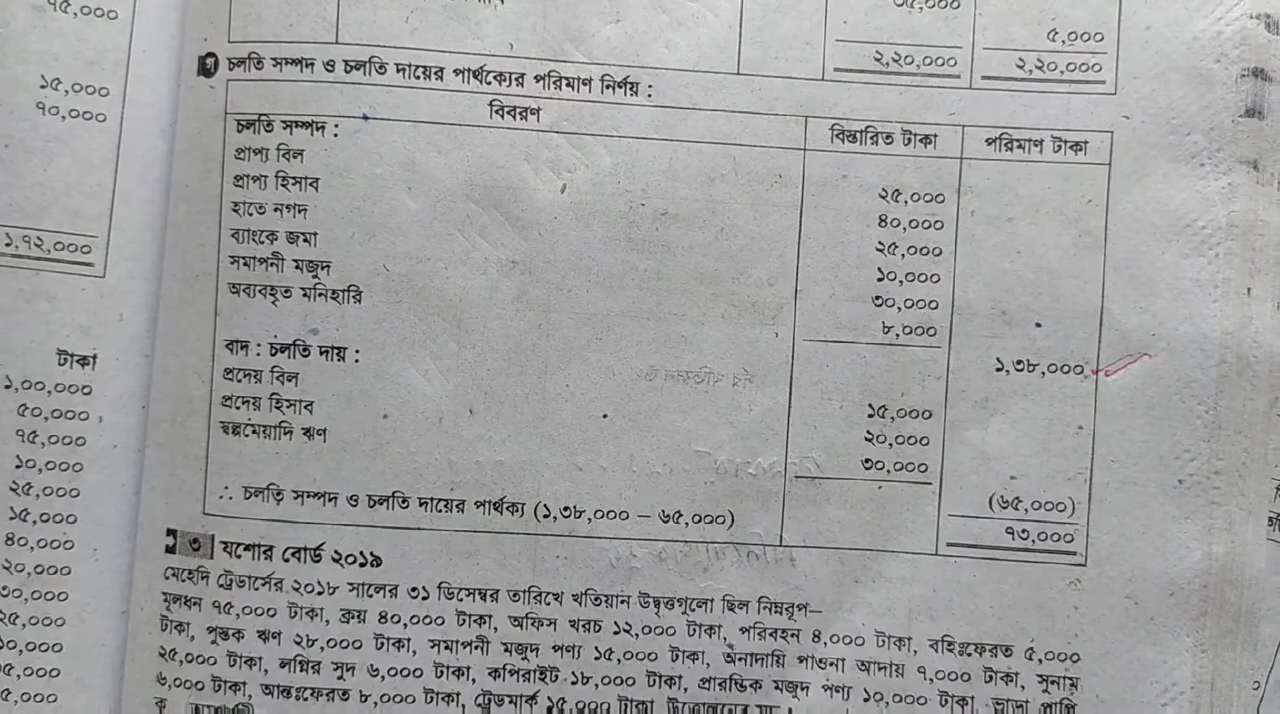 ৭৫,০০০
১৫,০০০
৭০,০০০
১,৭২,০০০
টাকা
১,০০,০০০
৫০,০০০
৭৫,০০০
১০,০০০
২৫,০০০
১৫,০০০
৪০,০০০
২০,০০০
৩০,০০০
২৫,০০০
৫,০০০
২,২০,০০০ ২,২০,০০০
চলতি সম্পদ ও চলতি দায়ের পার্থক্যের পরিমাণ নির্ণয় :
বিবরণ বিস্তারিত টাকা পরিমাণ টাকা
চলতি সম্পদ :
প্রাপ্য বিল ২৫,০০০
প্রাপ্য হিসাব ৪০,০০০
হাতে নগদ ২৫,০০০
ব্যাংকে জমা ১০,০০০
সমাপনী মজুদ ৩০,০০০
অব্যবহৃত মনিহারি ৮,০০০
১,৩৮,০০০
বাদ : চলতি দায় :
প্রদেয় বিল ১৫,০০০
প্রদেয় হিসাব ২০,০০০
স্বল্পমেয়াদি ঋণ ৩০,০০০
(৬৫,০০০)
∴ চলতি সম্পদ ও চলতি দায়ের পার্থক্য (১,৩৮,০০০ – ৬৫,০০০) ৭৩,০০০
৩ যশোর বোর্ড ২০১৯
মেহেদি ট্রেডার্সের ২০১৮ সালের ৩১ ডিসেম্বর তারিখে খতিয়ান উদ্বৃত্তগুলো ছিল নিম্নরূপ—
মূলধন ৭৫,০০০ টাকা, ক্রয় ৪০,০০০ টাকা, অফিস খরচ ১২,০০০ টাকা, পরিবহন ৪,০০০ টাকা, বহিঃফেরত ৫,০০০
টাকা, পুস্তক ঋণ ২৮,০০০ টাকা, সমাপনী মজুদ পণ্য ১৫,০০০ টাকা, অনাদায়ি পাওনা আদায় ৭,০০০ টাকা, সুনাম
২৫,০০০ টাকা, লগ্নির সুদ ৬,০০০ টাকা, কপিরাইট ১৮,০০০ টাকা, প্রারম্ভিক মজুদ পণ্য ১০,০০০ টাকা,
৬,০০০ টাকা, আন্তঃফেরত ৮,০০০ টাকা, ট্রেডমার্ক ১৫,০০০ টাকা